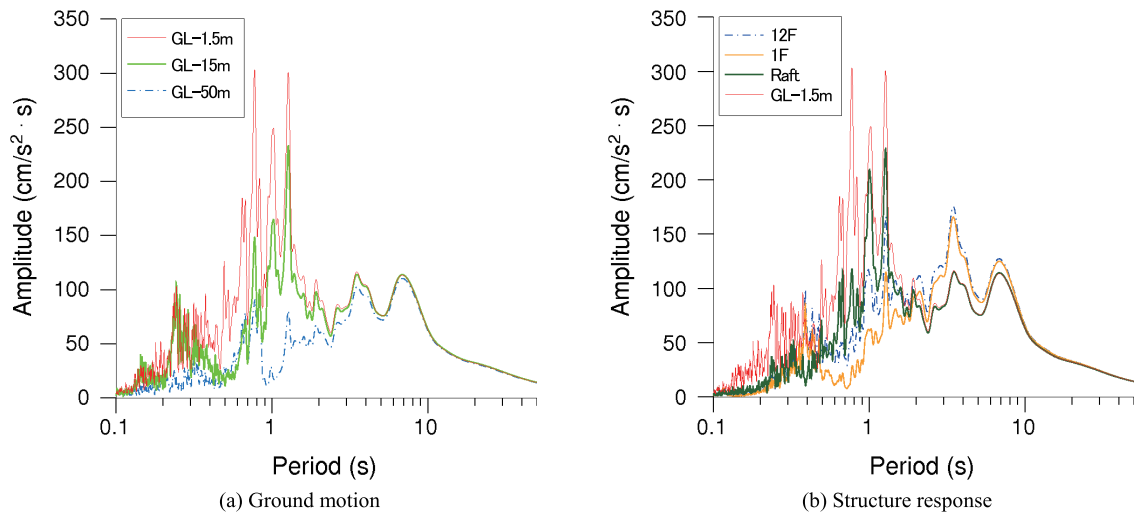 350
300
250
200
150
100
50
0
Amplitude (cm/s² · s)
GL-1.5m
GL-15m
GL-50m
0.1
1
10
Period (s)
(a) Ground motion
350
300
250
200
150
100
50
0
Amplitude (cm/s² · s)
12F
1F
Raft
GL-1.5m
0.1
1
10
Period (s)
(b) Structure response